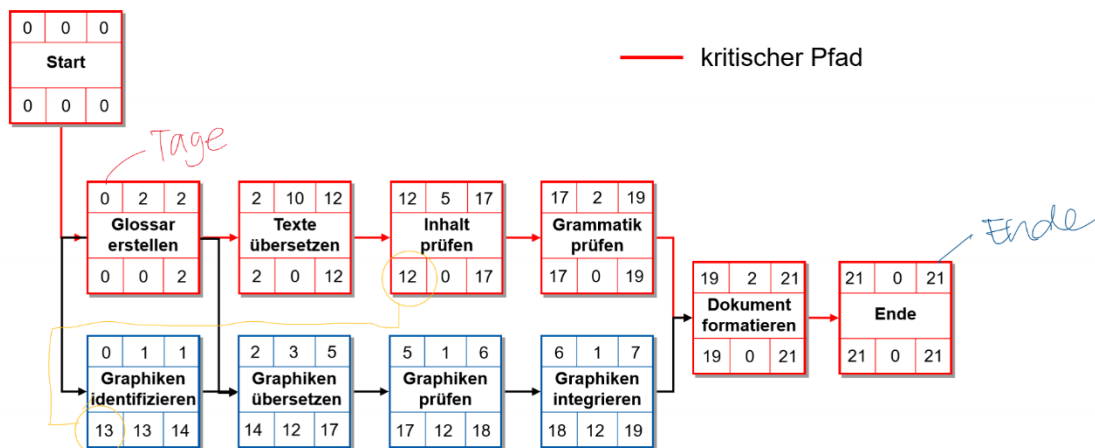 0 0 0
Start
0 0 0
kritischer Pfad
Tage
0 2 2
Glossar
erstellen
0 0 2
2 10 12
Texte
übersetzen
2 0 12
12 5 17
Inhalt
prüfen
12 0 17
17 2 19
Grammatik
prüfen
17 0 19
Ende
19 2 21
Dokument
formatieren
19 0 21
21 0 21
Ende
21 0 21
0 1 1
Graphiken
identifizieren
13 13 14
2 3 5
Graphiken
übersetzen
14 12 17
5 1 6
Graphiken
prüfen
17 12 18
6 1 7
Graphiken
integrieren
18 12 19